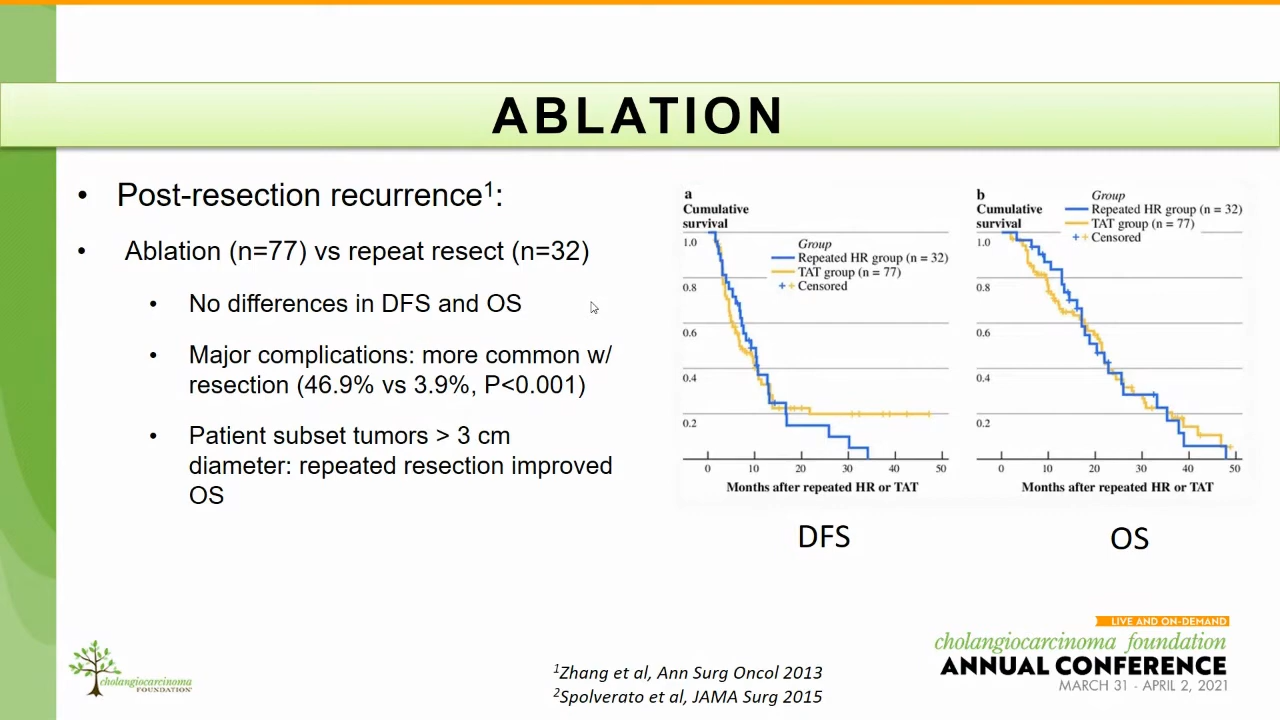 ABLATION
• Post-resection recurrence¹:
• Ablation (n=77) vs repeat resect (n=32)
• No differences in DFS and OS
• Major complications: more common w/
resection (46.9% vs 3.9%, P<0.001)
• Patient subset tumors > 3 cm
diameter: repeated resection improved
OS
a
Cumulative
survival
Group
Repeated HR group (n = 32)
TAT group (n = 77)
Censored
1.0
0.8
0.6
0.4
0.2
0 10 20 30 40 50
Months after repeated HR or TAT
DFS
b
Cumulative
survival
Group
Repeated HR group (n = 32)
TAT group (n = 77)
Censored
1.0
0.8
0.6
0.4
0.2
0 10 20 30 40 50
Months after repeated HR or TAT
OS
cholangiocarcinoma
FOUNDATION
¹Zhang et al, Ann Surg Oncol 2013
²Spolverato et al, JAMA Surg 2015
LIVE AND ON-DEMAND
cholangiocarcinoma foundation
ANNUAL CONFERENCE
MARCH 31 - APRIL 2, 2021